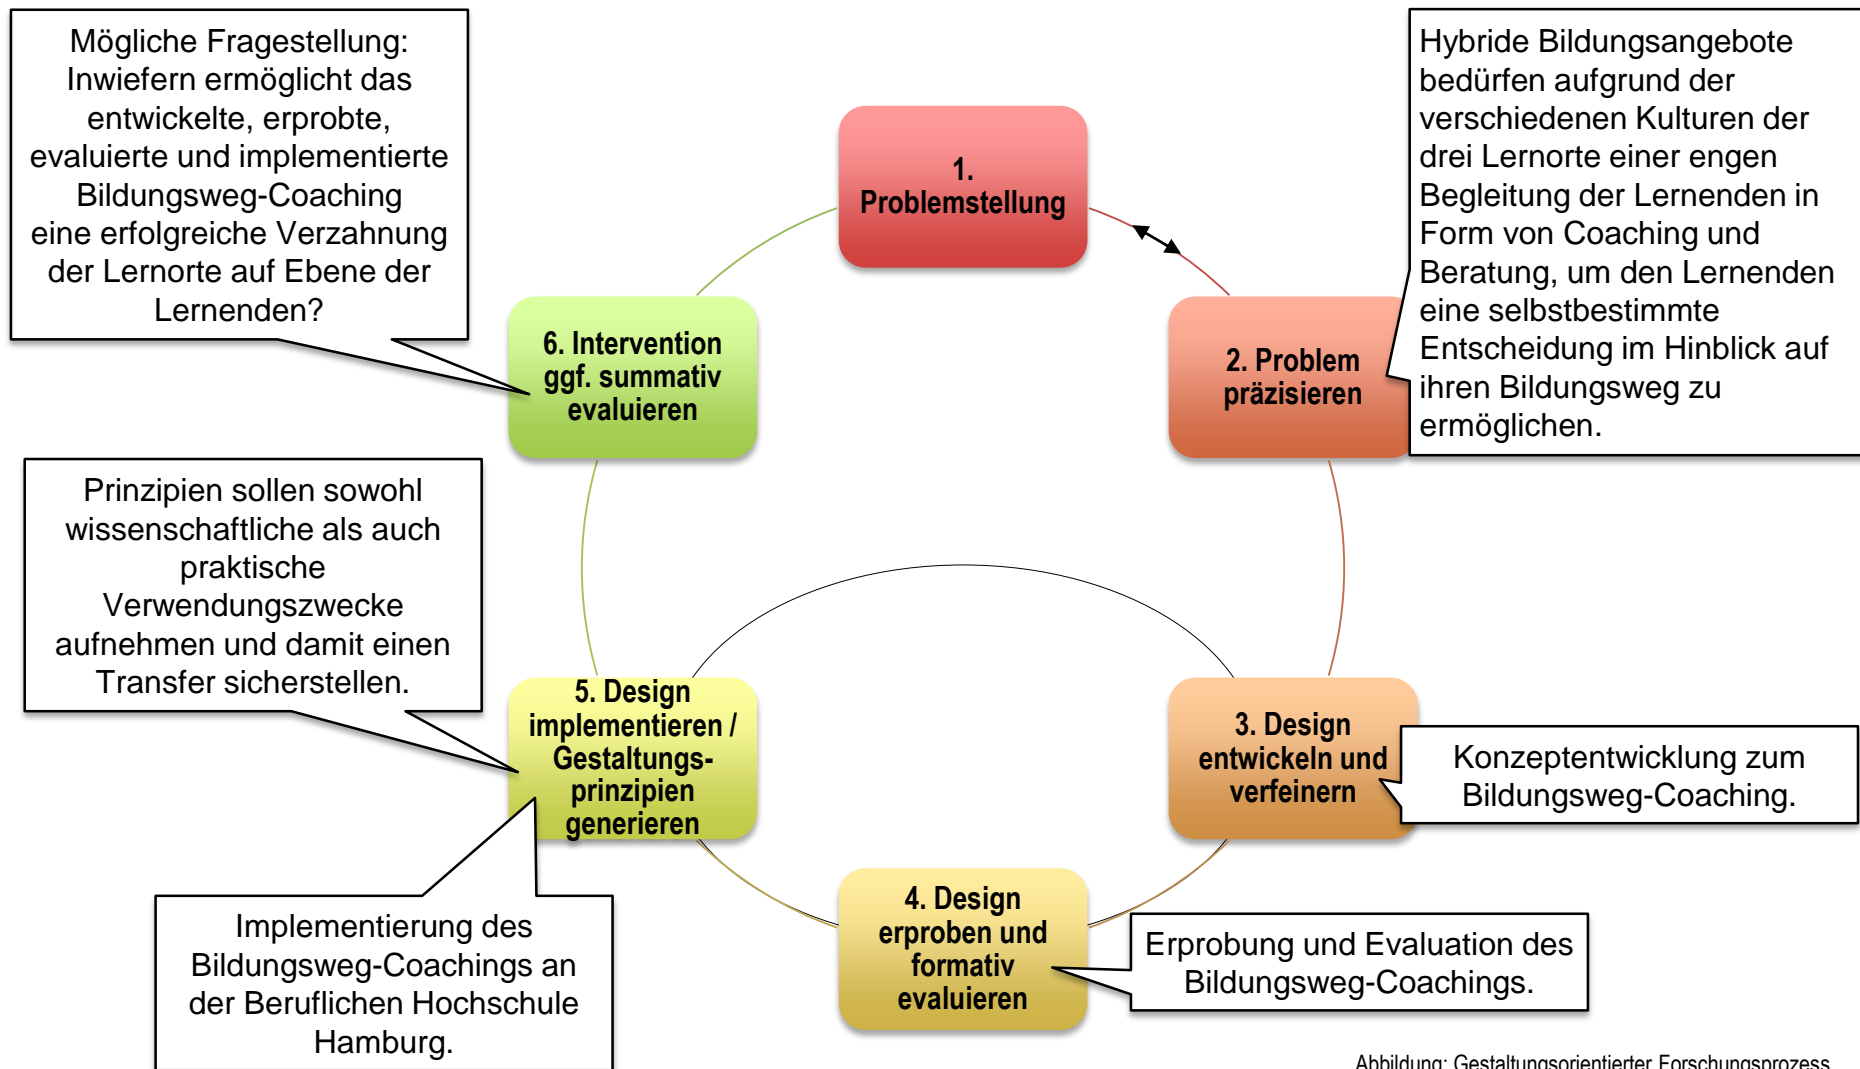 Mögliche Fragestellung:
Inwiefern ermöglicht das
entwickelte, erprobte,
evaluierte und implementierte
Bildungsweg-Coaching
eine erfolgreiche Verzahnung
der Lernorte auf Ebene der
Lernenden?
1.
Problemstellung
Hybride Bildungsangebote
bedürfen aufgrund der
verschiedenen Kulturen der
drei Lernorte einer engen
Begleitung der Lernenden in
Form von Coaching und
Beratung, um den Lernenden
eine selbstbestimmte
Entscheidung im Hinblick auf
ihren Bildungsweg zu
ermöglichen.
2. Problem
präzisieren
6. Intervention
ggf. summativ
evaluieren
Prinzipien sollen sowohl
wissenschaftliche als auch
praktische
Verwendungszwecke
aufnehmen und damit einen
Transfer sicherstellen.
5. Design
implementieren /
Gestaltungs-
prinzipien
generieren
3. Design
entwickeln und
verfeinern
Konzeptentwicklung zum
Bildungsweg-Coaching.
4. Design
erproben und
formativ
evaluieren
Erprobung und Evaluation des
Bildungsweg-Coachings.
Implementierung des
Bildungsweg-Coachings an
der Beruflichen Hochschule
Hamburg.
Abbildung: Gestaltungsorientierter Forschungsprozess